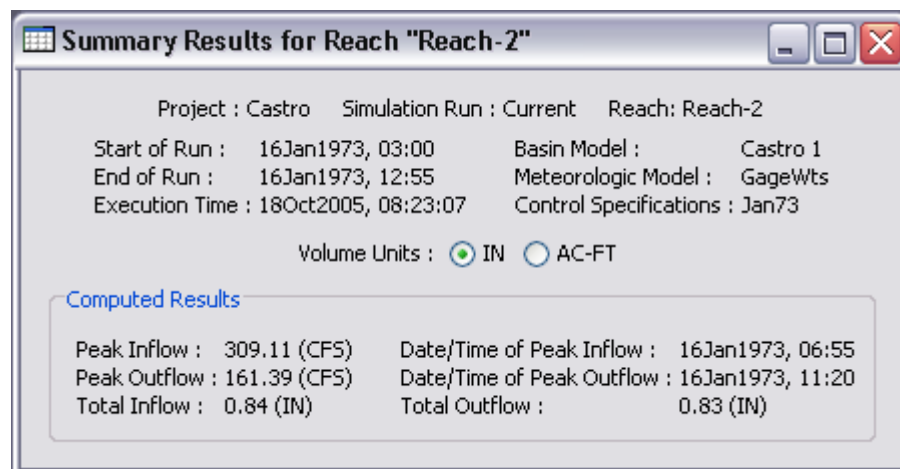 Summary Results for Reach "Reach-2"
Project : Castro Simulation Run : Current Reach: Reach-2
Start of Run : 16Jan1973, 03:00 Basin Model : Castro 1
End of Run : 16Jan1973, 12:55 Meteorologic Model : GageWts
Execution Time : 18Oct2005, 08:23:07 Control Specifications : Jan73
Volume Units : IN AC-FT
Computed Results
Peak Inflow : 309.11 (CFS) Date/Time of Peak Inflow : 16Jan1973, 06:55
Peak Outflow : 161.39 (CFS) Date/Time of Peak Outflow : 16Jan1973, 11:20
Total Inflow : 0.84 (IN) Total Outflow : 0.83 (IN)